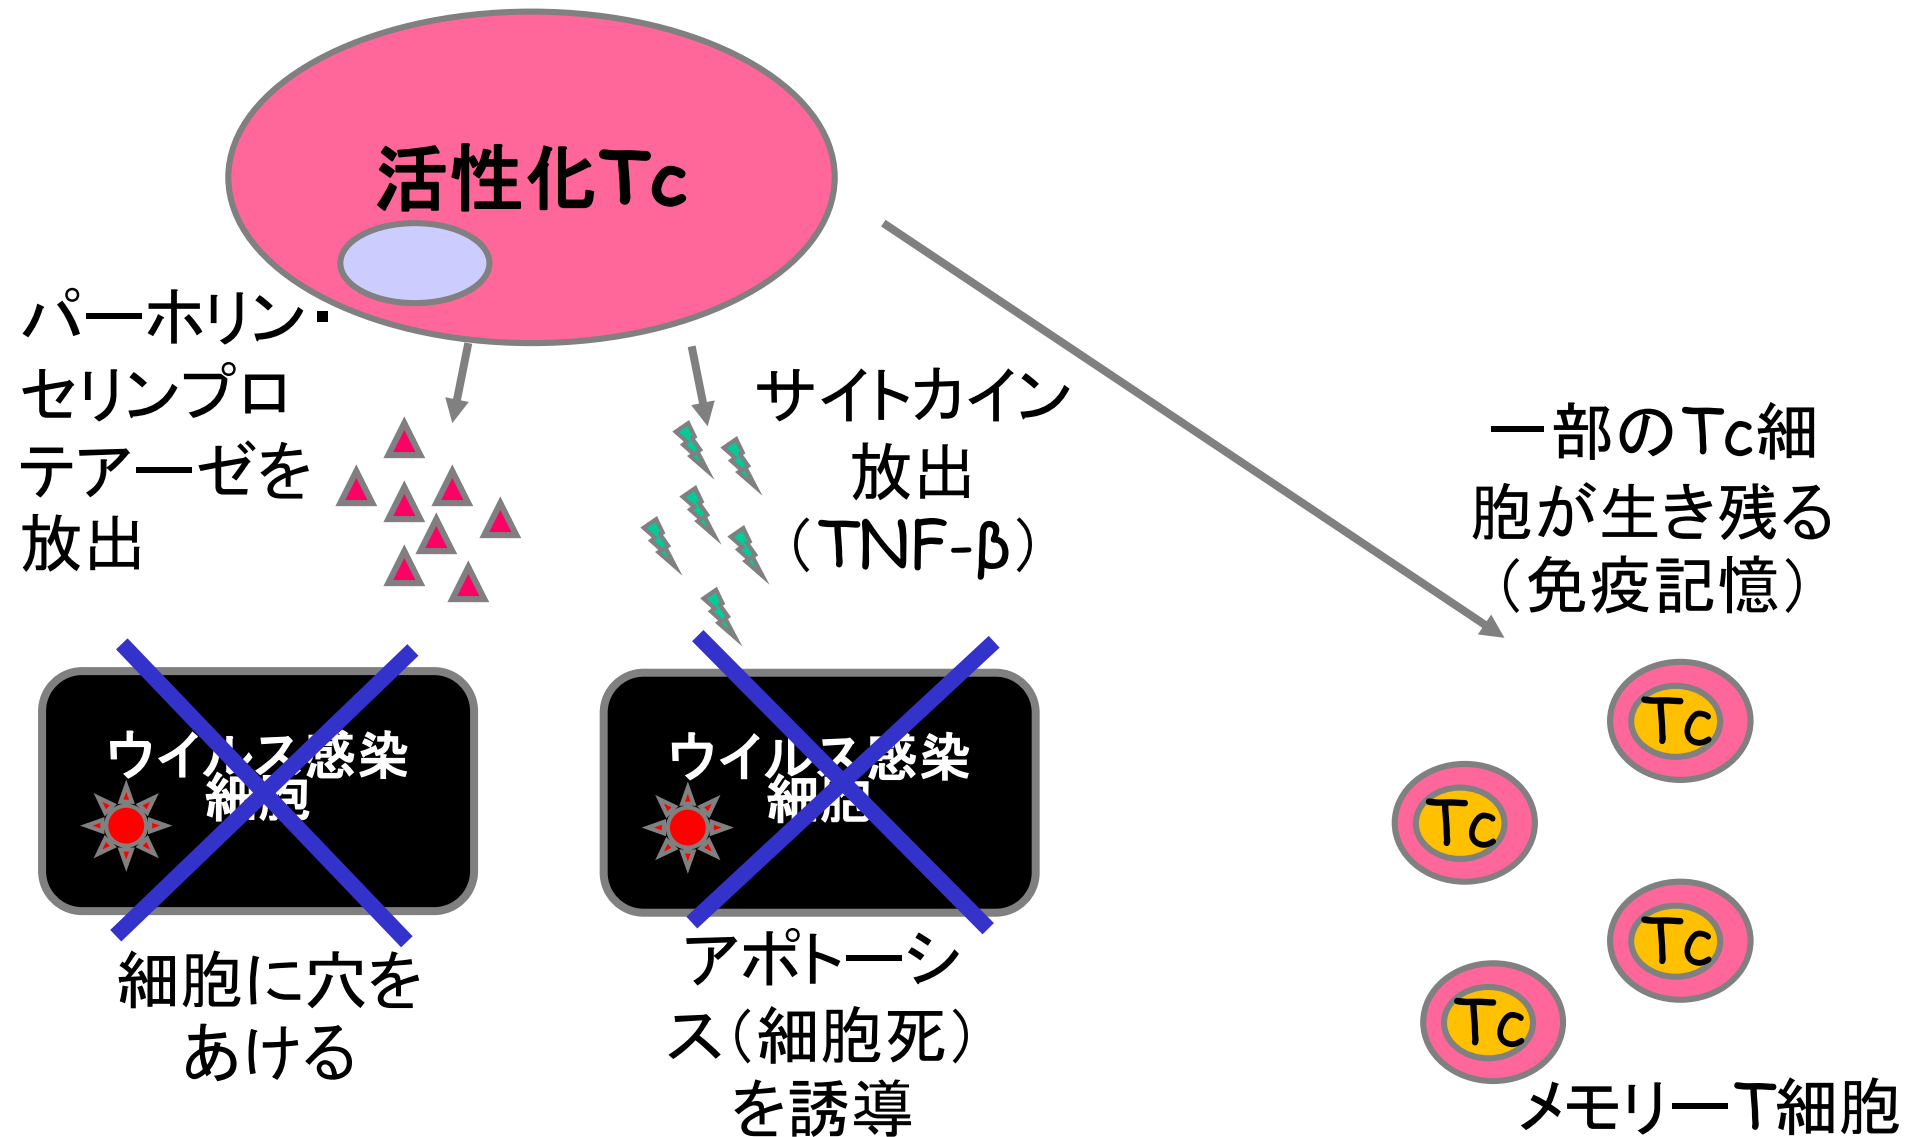 活性化Tc
パーホリン・
セリンプロ
テアーゼを
放出
サイトカイン
放出
（TNF-β）
一部のTc細
胞が生き残る
（免疫記憶）
ウイルス感染
細胞
ウイルス感染
細胞
Tc
Tc
Tc
Tc
細胞に穴を
あける
アポトーシ
ス（細胞死）
を誘導
メモリーT細胞